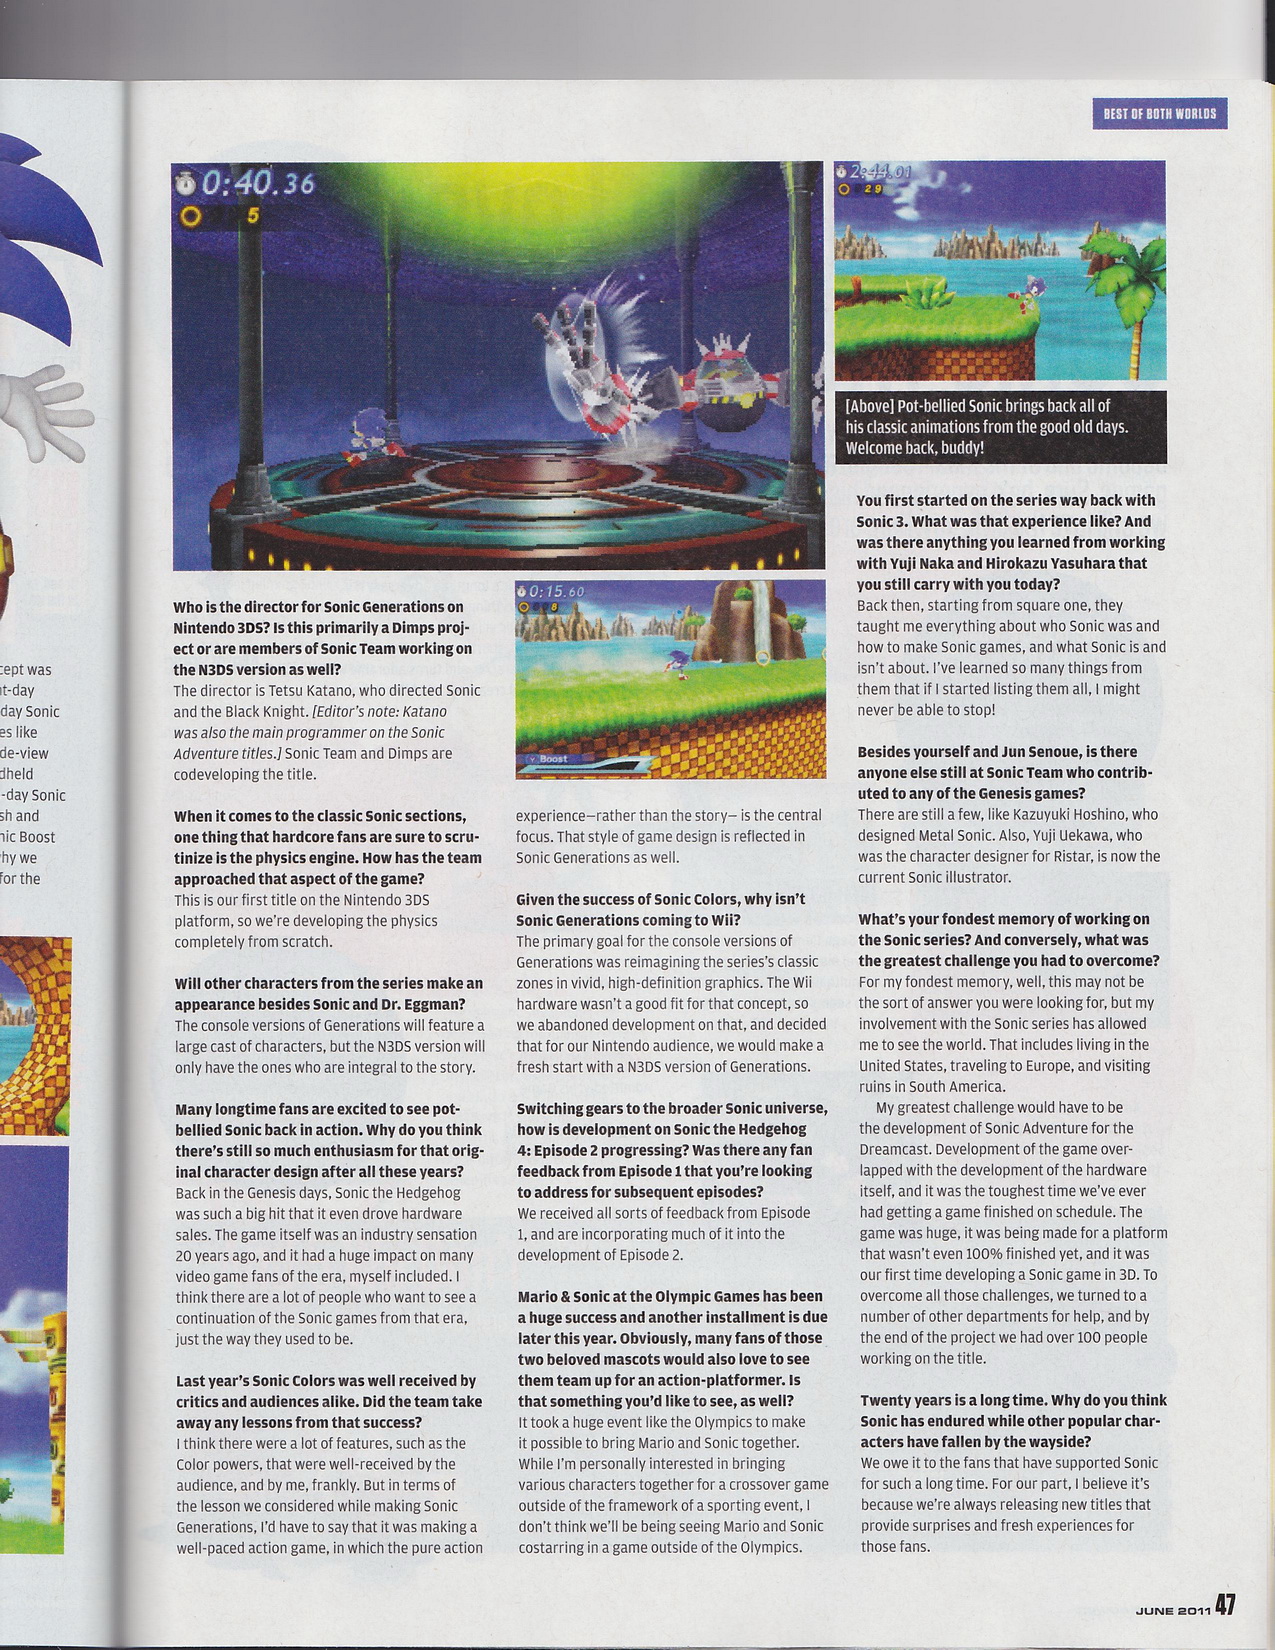 BEST OF BOTH WORLDS
0:40.36
5
2:44.01
29
[Above] Pot-bellied Sonic brings back all of
his classic animations from the good old days.
Welcome back, buddy!
cept was
t-day
day Sonic
es like
de-view
dheld
-day Sonic
sh and
nic Boost
hy we
for the
Who is the director for Sonic Generations on
Nintendo 3DS? Is this primarily a Dimps proj-
ect or are members of Sonic Team working on
the N3DS version as well?
The director is Tetsu Katano, who directed Sonic
and the Black Knight. [Editor's note: Katano
was also the main programmer on the Sonic
Adventure titles.] Sonic Team and Dimps are
codeveloping the title.
When it comes to the classic Sonic sections,
one thing that hardcore fans are sure to scru-
tinize is the physics engine. How has the team
approached that aspect of the game?
This is our first title on the Nintendo 3DS
platform, so we're developing the physics
completely from scratch.
Will other characters from the series make an
appearance besides Sonic and Dr. Eggman?
The console versions of Generations will feature a
large cast of characters, but the N3DS version will
only have the ones who are integral to the story.
Many longtime fans are excited to see pot-
bellied Sonic back in action. Why do you think
there's still so much enthusiasm for that orig-
inal character design after all these years?
Back in the Genesis days, Sonic the Hedgehog
was such a big hit that it even drove hardware
sales. The game itself was an industry sensation
20 years ago, and it had a huge impact on many
video game fans of the era, myself included. I
think there are a lot of people who want to see a
continuation of the Sonic games from that era,
just the way they used to be.
Last year's Sonic Colors was well received by
critics and audiences alike. Did the team take
away any lessons from that success?
I think there were a lot of features, such as the
Color powers, that were well-received by the
audience, and by me, frankly. But in terms of
the lesson we considered while making Sonic
Generations, I'd have to say that it was making a
well-paced action game, in which the pure action
0:15.60
8
Y Boost
experience—rather than the story—is the central
focus. That style of game design is reflected in
Sonic Generations as well.
Given the success of Sonic Colors, why isn't
Sonic Generations coming to Wii?
The primary goal for the console versions of
Generations was reimagining the series's classic
zones in vivid, high-definition graphics. The Wii
hardware wasn't a good fit for that concept, so
we abandoned development on that, and decided
that for our Nintendo audience, we would make a
fresh start with a N3DS version of Generations.
Switching gears to the broader Sonic universe,
how is development on Sonic the Hedgehog
4: Episode 2 progressing? Was there any fan
feedback from Episode 1 that you're looking
to address for subsequent episodes?
We received all sorts of feedback from Episode
1, and are incorporating much of it into the
development of Episode 2.
Mario & Sonic at the Olympic Games has been
a huge success and another installment is due
later this year. Obviously, many fans of those
two beloved mascots would also love to see
them team up for an action-platformer. Is
that something you'd like to see, as well?
It took a huge event like the Olympics to make
it possible to bring Mario and Sonic together.
While I'm personally interested in bringing
various characters together for a crossover game
outside of the framework of a sporting event, I
don't think we'll be being seeing Mario and Sonic
costarring in a game outside of the Olympics.
You first started on the series way back with
Sonic 3. What was that experience like? And
was there anything you learned from working
with Yuji Naka and Hirokazu Yasuhara that
you still carry with you today?
Back then, starting from square one, they
taught me everything about who Sonic was and
how to make Sonic games, and what Sonic is and
isn't about. I've learned so many things from
them that if I started listing them all, I might
never be able to stop!
Besides yourself and Jun Senoue, is there
anyone else still at Sonic Team who contrib-
uted to any of the Genesis games?
There are still a few, like Kazuyuki Hoshino, who
designed Metal Sonic. Also, Yuji Uekawa, who
was the character designer for Ristar, is now the
current Sonic illustrator.
What's your fondest memory of working on
the Sonic series? And conversely, what was
the greatest challenge you had to overcome?
For my fondest memory, well, this may not be
the sort of answer you were looking for, but my
involvement with the Sonic series has allowed
me to see the world. That includes living in the
United States, traveling to Europe, and visiting
ruins in South America.
My greatest challenge would have to be
the development of Sonic Adventure for the
Dreamcast. Development of the game over-
lapped with the development of the hardware
itself, and it was the toughest time we've ever
had getting a game finished on schedule. The
game was huge, it was being made for a platform
that wasn't even 100% finished yet, and it was
our first time developing a Sonic game in 3D. To
overcome all those challenges, we turned to a
number of other departments for help, and by
the end of the project we had over 100 people
working on the title.
Twenty years is a long time. Why do you think
Sonic has endured while other popular char-
acters have fallen by the wayside?
We owe it to the fans that have supported Sonic
for such a long time. For our part, I believe it's
because we're always releasing new titles that
provide surprises and fresh experiences for
those fans.
JUNE 2011 47